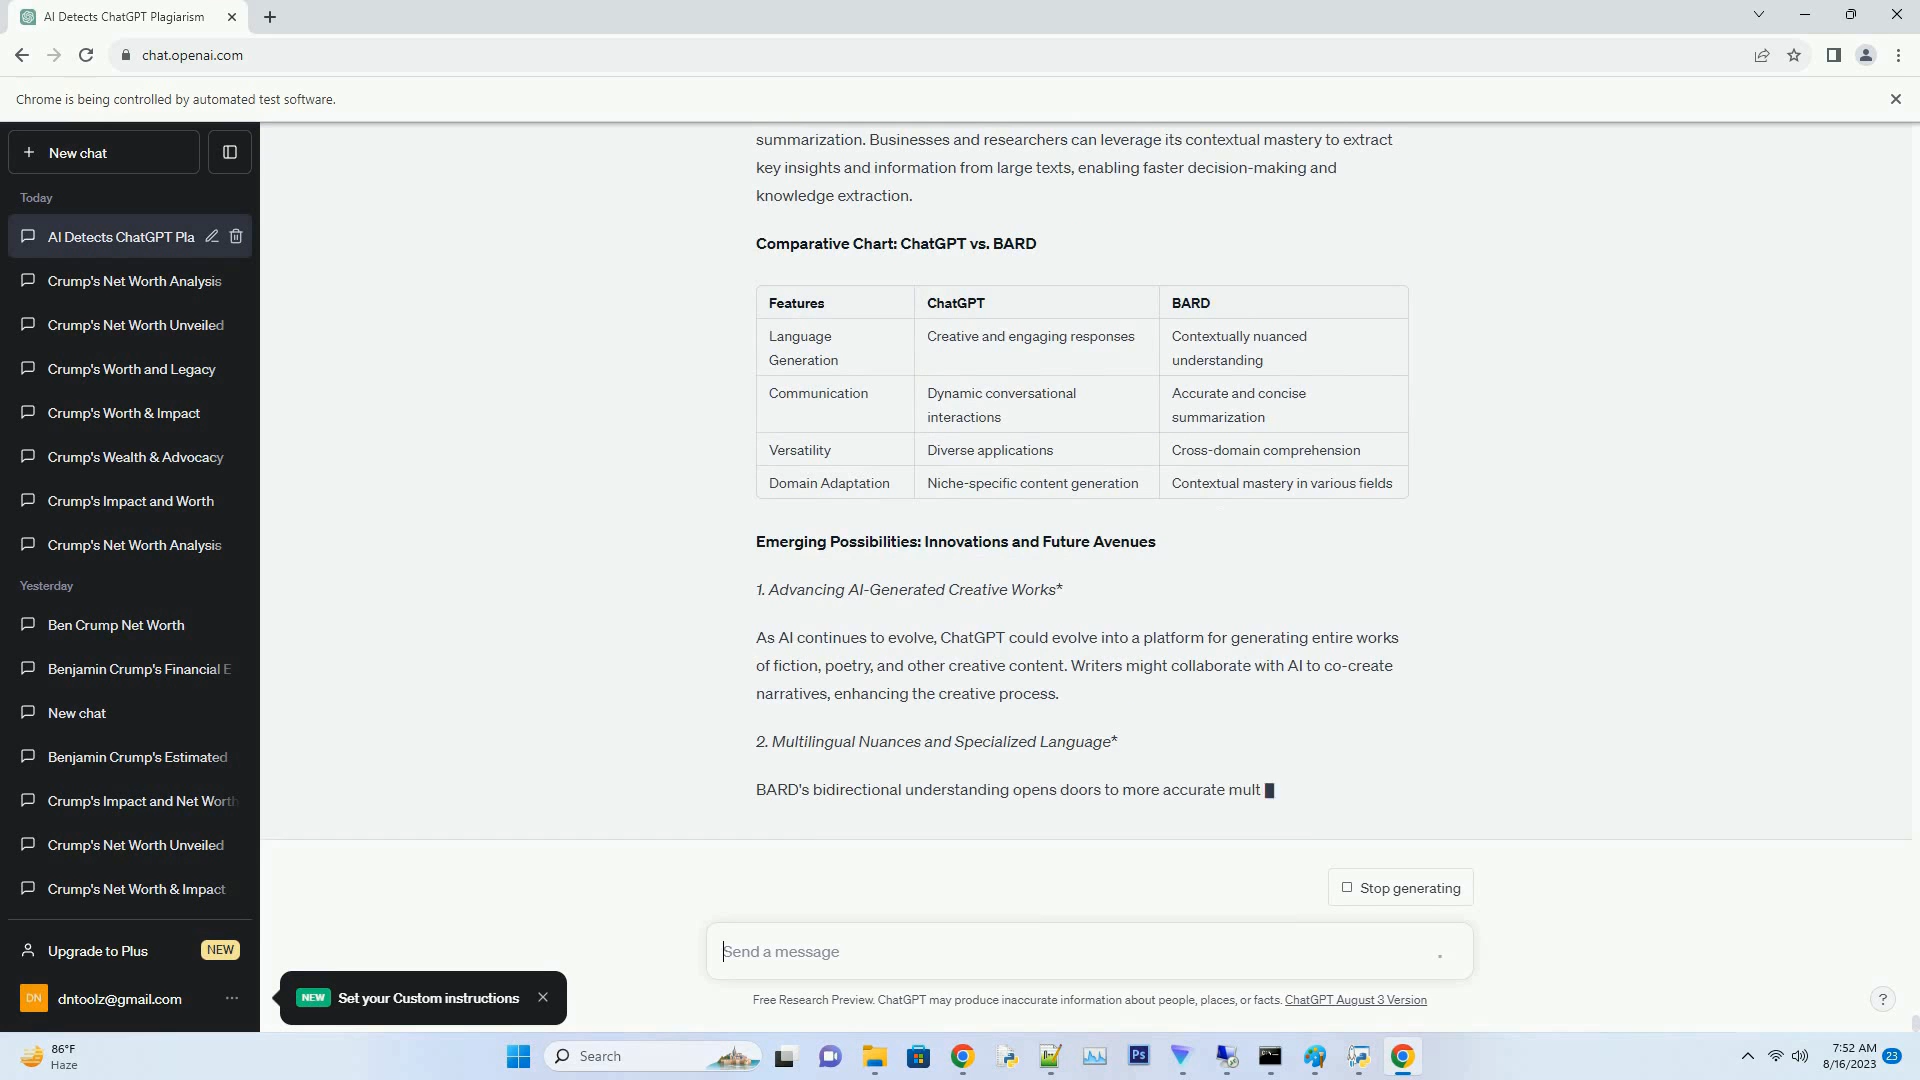 AI Detects ChatGPT Plagiarism
chat.openai.com
Chrome is being controlled by automated test software.
New chat
Today
AI Detects ChatGPT Pla
Crump's Net Worth Analysis
Crump's Net Worth Unveiled
Crump's Worth and Legacy
Crump's Worth & Impact
Crump's Wealth & Advocacy
Crump's Impact and Worth
Crump's Net Worth Analysis
Yesterday
Ben Crump Net Worth
Benjamin Crump's Financial E
New chat
Benjamin Crump's Estimated
Crump's Impact and Net Worth
Crump's Net Worth Unveiled
Crump's Net Worth & Impact
Upgrade to Plus NEW
DN dntoolz@gmail.com
NEW Set your Custom instructions
summarization. Businesses and researchers can leverage its contextual mastery to extract
key insights and information from large texts, enabling faster decision-making and
knowledge extraction.
Comparative Chart: ChatGPT vs. BARD
Features ChatGPT BARD
Language Generation Creative and engaging responses Contextually nuanced understanding
Communication Dynamic conversational interactions Accurate and concise summarization
Versatility Diverse applications Cross-domain comprehension
Domain Adaptation Niche-specific content generation Contextual mastery in various fields
Emerging Possibilities: Innovations and Future Avenues
1. Advancing AI-Generated Creative Works*
As AI continues to evolve, ChatGPT could evolve into a platform for generating entire works
of fiction, poetry, and other creative content. Writers might collaborate with AI to co-create
narratives, enhancing the creative process.
2. Multilingual Nuances and Specialized Language*
BARD's bidirectional understanding opens doors to more accurate mult
Stop generating
Send a message
Free Research Preview. ChatGPT may produce inaccurate information about people, places, or facts. ChatGPT August 3 Version
?
86°F
Haze
Search
Ps
7:52 AM
8/16/2023
23